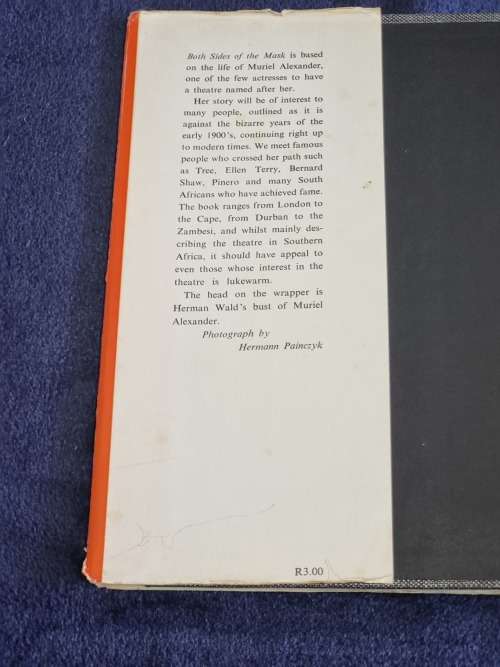 Both Sides of the Mask is based
on the life of Muriel Alexander,
one of the few actresses to have
a theatre named after her.
Her story will be of interest to
many people, outlined as it is
against the bizarre years of the
early 1900's, continuing right up
to modern times. We meet famous
people who crossed her path such
as Tree, Ellen Terry, Bernard
Shaw, Pinero and many South
Africans who have achieved fame.
The book ranges from London to
the Cape, from Durban to the
Zambesi, and whilst mainly des-
cribing the theatre in Southern
Africa, it should have appeal to
even those whose interest in the
theatre is lukewarm.
The head on the wrapper is
Herman Wald's bust of Muriel
Alexander.
Photograph by
Hermann Painczyk
R3.00